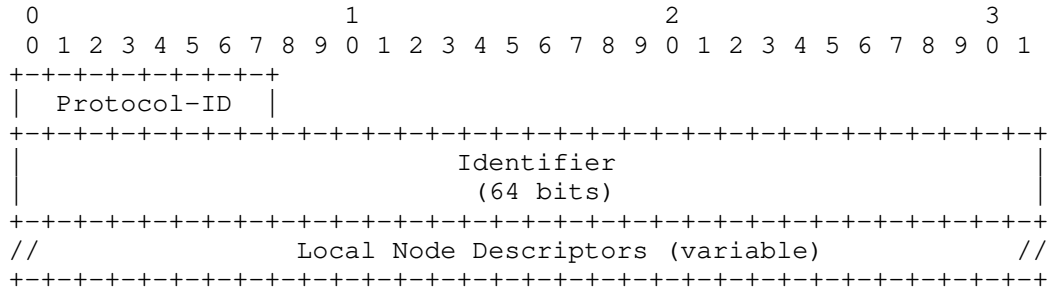 0                   1                   2                   3
 0 1 2 3 4 5 6 7 8 9 0 1 2 3 4 5 6 7 8 9 0 1 2 3 4 5 6 7 8 9 0 1
+-+-+-+-+-+-+-+-+
|  Protocol-ID  |
+-+-+-+-+-+-+-+-+-+-+-+-+-+-+-+-+-+-+-+-+-+-+-+-+-+-+-+-+-+-+-+-+
|                           Identifier                          |
|                            (64 bits)                          |
+-+-+-+-+-+-+-+-+-+-+-+-+-+-+-+-+-+-+-+-+-+-+-+-+-+-+-+-+-+-+-+-+
//                Local Node Descriptors (variable)            //
+-+-+-+-+-+-+-+-+-+-+-+-+-+-+-+-+-+-+-+-+-+-+-+-+-+-+-+-+-+-+-+-+